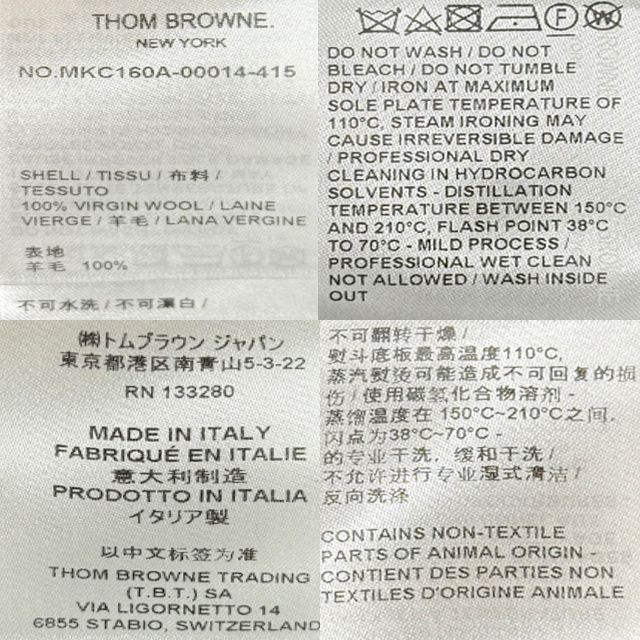 THOM BROWNE.
NEW YORK
NO.MKC160A-00014-415
SHELL / TISSU / 布料 /
TESSUTO
100% VIRGIN WOOL / LAINE
VIERGE / 羊毛 / LANA VERGINE
表地
羊毛 100%
不可水洗 / 不可漂白 /
DO NOT WASH / DO NOT
BLEACH / DO NOT TUMBLE
DRY / IRON AT MAXIMUM
SOLE PLATE TEMPERATURE OF
110°C, STEAM IRONING MAY
CAUSE IRREVERSIBLE DAMAGE
/ PROFESSIONAL DRY
CLEANING IN HYDROCARBON
SOLVENTS - DISTILLATION
TEMPERATURE BETWEEN 150°C
AND 210°C, FLASH POINT 38°C
TO 70°C - MILD PROCESS /
PROFESSIONAL WET CLEAN
NOT ALLOWED / WASH INSIDE
OUT
㈱トムブラウン ジャパン
東京都港区南青山5-3-22
RN 133280
MADE IN ITALY
FABRIQUÉ EN ITALIE
意大利制造
PRODOTTO IN ITALIA
イタリア製
以中文标签为准
THOM BROWNE TRADING
(T.B.T.) SA
VIA LIGORNETTO 14
6855 STABIO, SWITZERLAND
不可翻转干燥 /
熨斗底板最高温度110°C,
蒸汽熨烫可能造成不可回复的损
伤 / 使用碳氢化合物溶剂 -
蒸馏温度在 150°C~210°C之间,
闪点为38°C~70°C -
的专业干洗, 缓和干洗 /
不允许进行专业湿式清洁 /
反向洗涤
CONTAINS NON-TEXTILE
PARTS OF ANIMAL ORIGIN -
CONTIENT DES PARTIES NON
TEXTILES D'ORIGINE ANIMALE